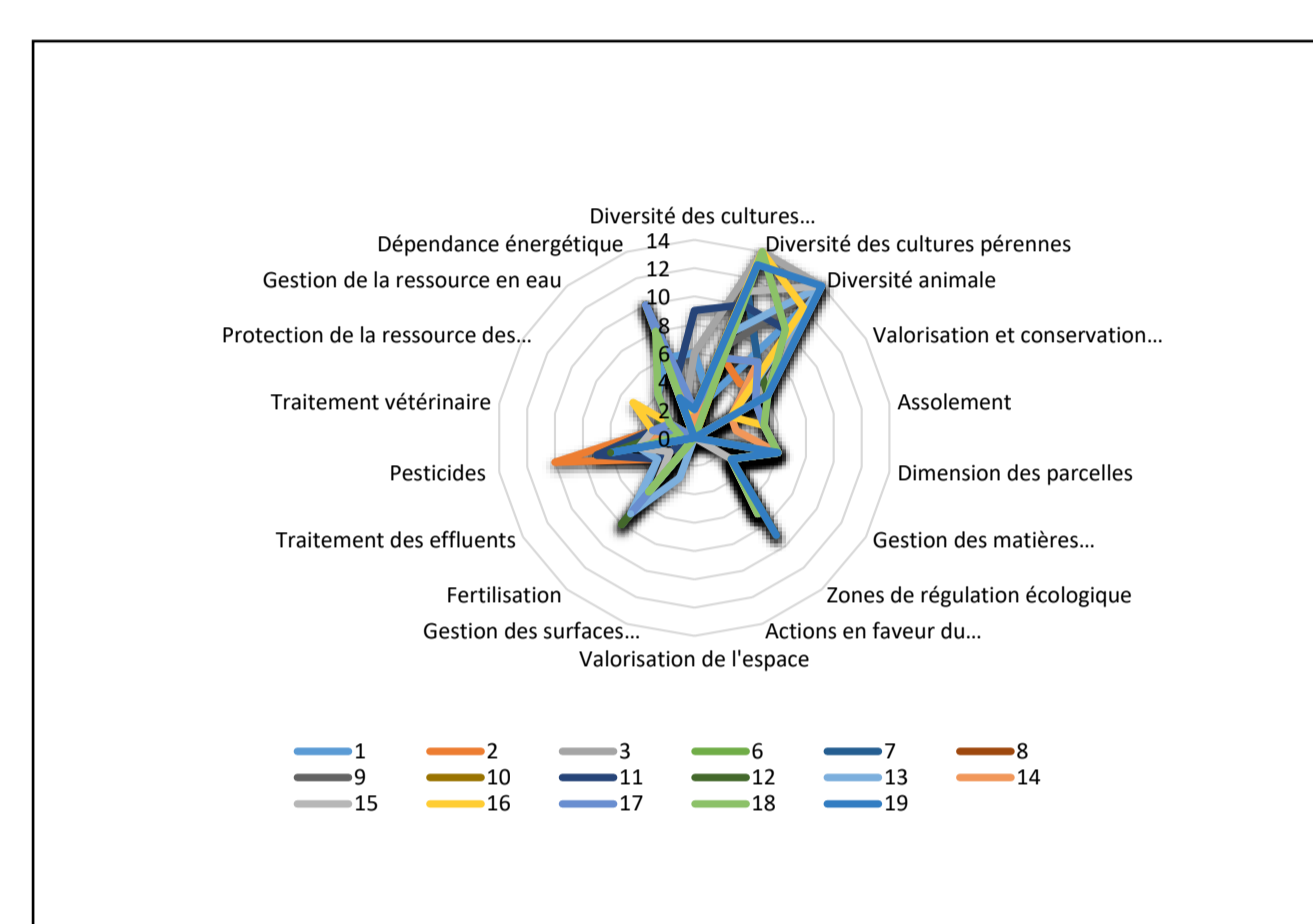 Diversité des cultures...
Diversité des cultures pérennes
Diversité animale
Valorisation et conservation...
Assolement
Dimension des parcelles
Gestion des matières...
Zones de régulation écologique
Actions en faveur du...
Valorisation de l'espace
Gestion des surfaces...
Fertilisation
Traitement des effluents
Pesticides
Traitement vétérinaire
Protection de la ressource des...
Gestion de la ressource en eau
Dépendance énergétique
14
12
10
8
6
4
2
0
1 2 3 6 7 8
9 10 11 12 13 14
15 16 17 18 19